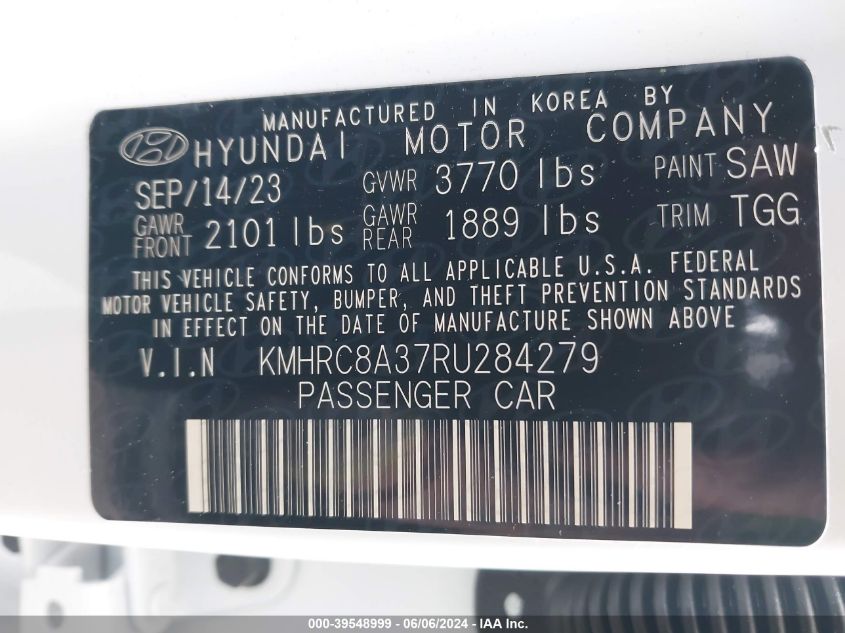 MANUFACTURED IN KOREA BY
HYUNDAI MOTOR COMPANY
SEP/14/23 GVWR 3770 lbs PAINT SAW
GAWR FRONT 2101 lbs GAWR REAR 1889 lbs TRIM TGG
THIS VEHICLE CONFORMS TO ALL APPLICABLE U.S.A. FEDERAL
MOTOR VEHICLE SAFETY, BUMPER, AND THEFT PREVENTION STANDARDS
IN EFFECT ON THE DATE OF MANUFACTURE SHOWN ABOVE
V.I.N KMHRC8A37RU284279
PASSENGER CAR
000-39548999 - 06/06/2024 - IAA Inc.